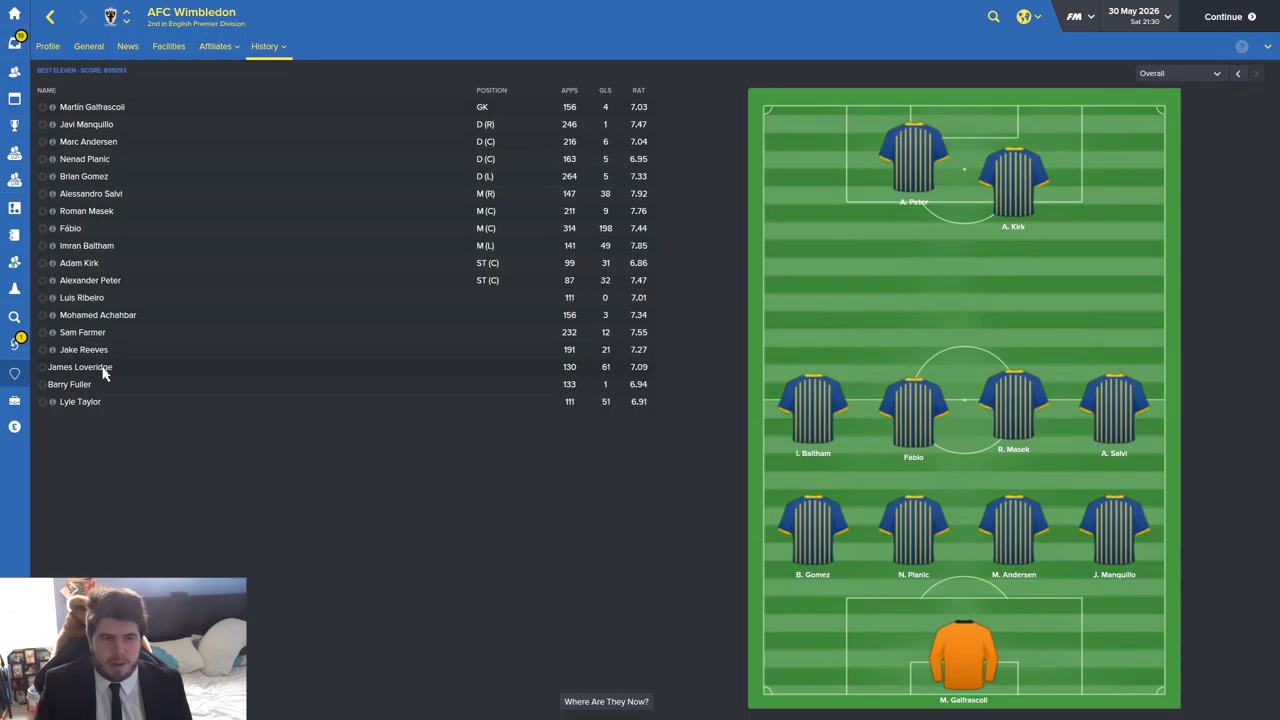 AFC Wimbledon
2nd in English Premier Division
30 May 2026
Sat 21:30
FM
Continue
19
Profile General News Facilities Affiliates History
BEST ELEVEN - SCORE: 695093
Overall
NAME POSITION APPS GLS RAT
Martín Galfrascoli GK 156 4 7.03
Javi Manquillo D (R) 246 1 7.47
Marc Andersen D (C) 216 6 7.04
Nenad Planic D (C) 163 5 6.95
Brian Gomez D (L) 264 5 7.33
Alessandro Salvi M (R) 147 38 7.92
Roman Masek M (C) 211 9 7.76
Fábio M (C) 314 198 7.44
Imran Baltham M (L) 141 49 7.85
Adam Kirk ST (C) 99 31 6.86
Alexander Peter ST (C) 87 32 7.47
Luís Ribeiro 111 0 7.01
Mohamed Achahbar 156 3 7.34
Sam Farmer 232 12 7.55
Jake Reeves 191 21 7.27
James Loveridge 130 61 7.09
Barry Fuller 133 1 6.94
Lyle Taylor 111 51 6.91
1
A. Peter
A. Kirk
I. Baltham
Fábio
R. Masek
A. Salvi
B. Gomez
N. Planic
M. Andersen
J. Manquillo
M. Galfrascoli
Where Are They Now?